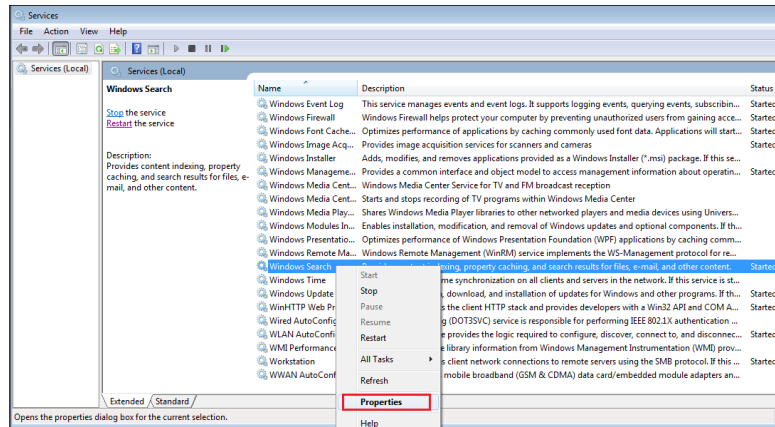 Services
File Action View Help
Services (Local)
Services (Local)
Windows Search
Stop the service
Restart the service
Description:
Provides content indexing, property
caching, and search results for files, e-
mail, and other content.
Name Description Status
Windows Event Log This service manages events and event logs. It supports logging events, querying events, subscribin... Started
Windows Firewall Windows Firewall helps protect your computer by preventing unauthorized users from gaining acce... Started
Windows Font Cache... Optimizes performance of applications by caching commonly used font data. Applications will start... Started
Windows Image Acq... Provides image acquisition services for scanners and cameras Started
Windows Installer Adds, modifies, and removes applications provided as a Windows Installer (*.msi) package. If this se...
Windows Manageme... Provides a common interface and object model to access management information about operatin... Started
Windows Media Cent... Windows Media Center Service for TV and FM broadcast reception
Windows Media Cent... Starts and stops recording of TV programs within Windows Media Center
Windows Media Play... Shares Windows Media Player libraries to other networked players and media devices using Univers...
Windows Modules In... Enables installation, modification, and removal of Windows updates and optional components. If th...
Windows Presentatio... Optimizes performance of Windows Presentation Foundation (WPF) applications by caching comm...
Windows Remote Ma... Windows Remote Management (WinRM) service implements the WS-Management protocol for re...
Windows Search indexing, property caching, and search results for files, e-mail, and other content. Started
Windows Time me synchronization on all clients and servers in the network. If this service is st...
Windows Update , download, and installation of updates for Windows and other programs. If th... Started
WinHTTP Web Pr s the client HTTP stack and provides developers with a Win32 API and COM A... Started
Wired AutoConfig g (DOT3SVC) service is responsible for performing IEEE 802.1X authentication ...
WLAN AutoConfi e provides the logic required to configure, discover, connect to, and disconnec... Started
WMI Performance e library information from Windows Management Instrumentation (WMI) prov...
Workstation s client network connections to remote servers using the SMB protocol. If this ... Started
WWAN AutoConf mobile broadband (GSM & CDMA) data card/embedded module adapters an...
Start
Stop
Pause
Resume
Restart
All Tasks
Refresh
Properties
Help
Extended Standard
Opens the properties dialog box for the current selection.